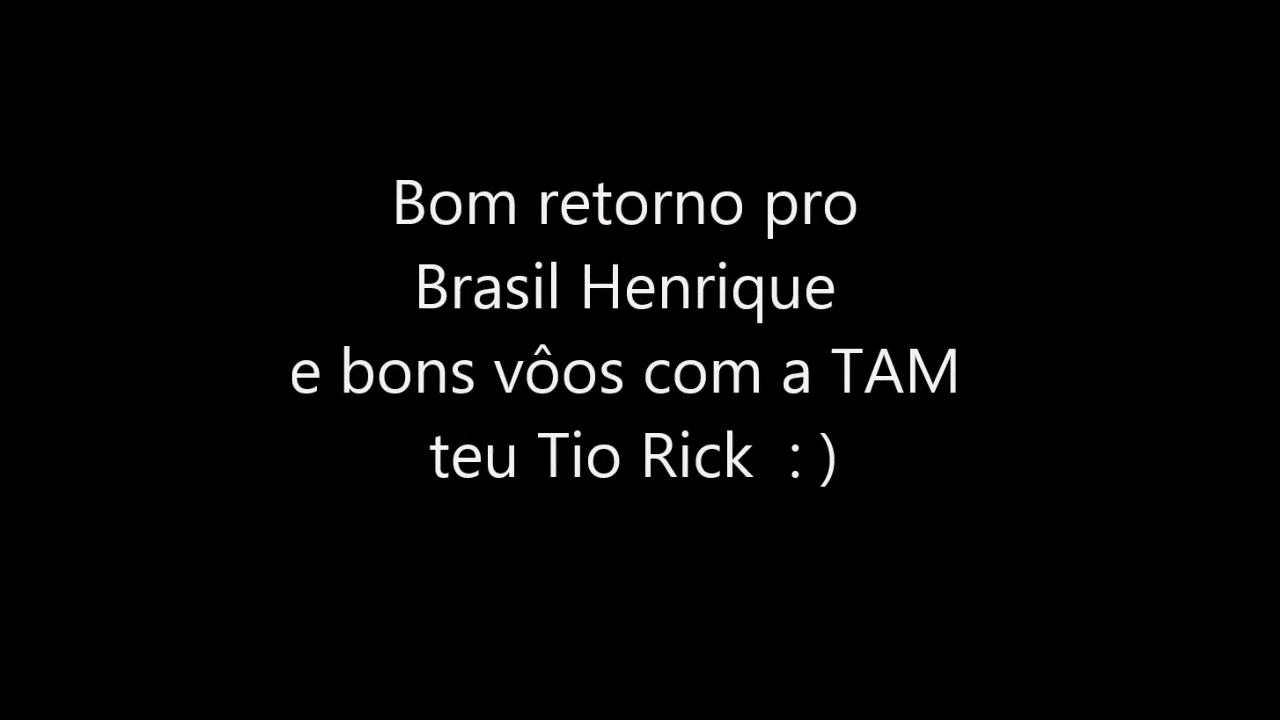 Bom retorno pro
Brasil Henrique
e bons vôos com a TAM
teu Tio Rick  : )